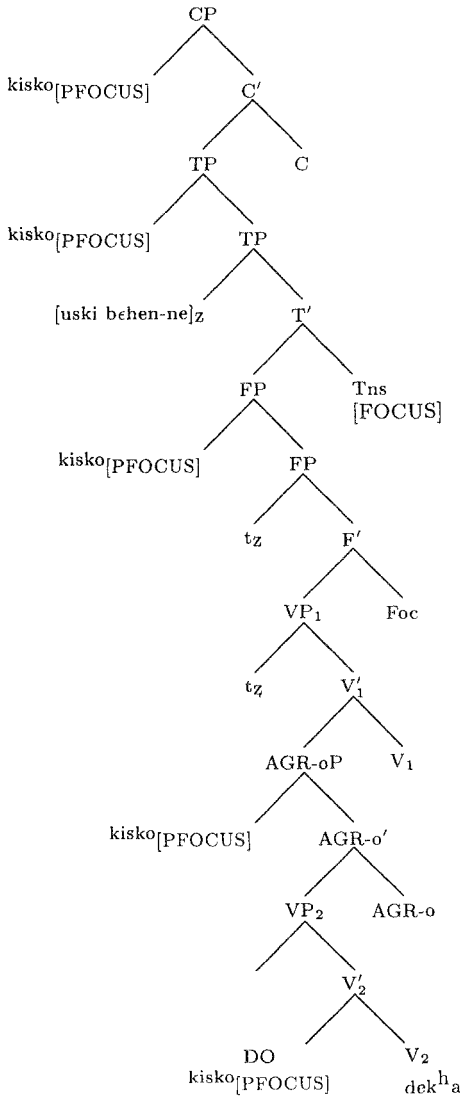 CP
kisko[PFOCUS] C′
TP C
kisko[PFOCUS] TP
[uski bɛhen-ne]z T′
FP Tns
[FOCUS]
kisko[PFOCUS] FP
tz F′
VP₁ Foc
tz V′₁
AGR-oP V₁
kisko[PFOCUS] AGR-o′
VP₂ AGR-o
V′₂
DO V₂
kisko[PFOCUS] dekʰa